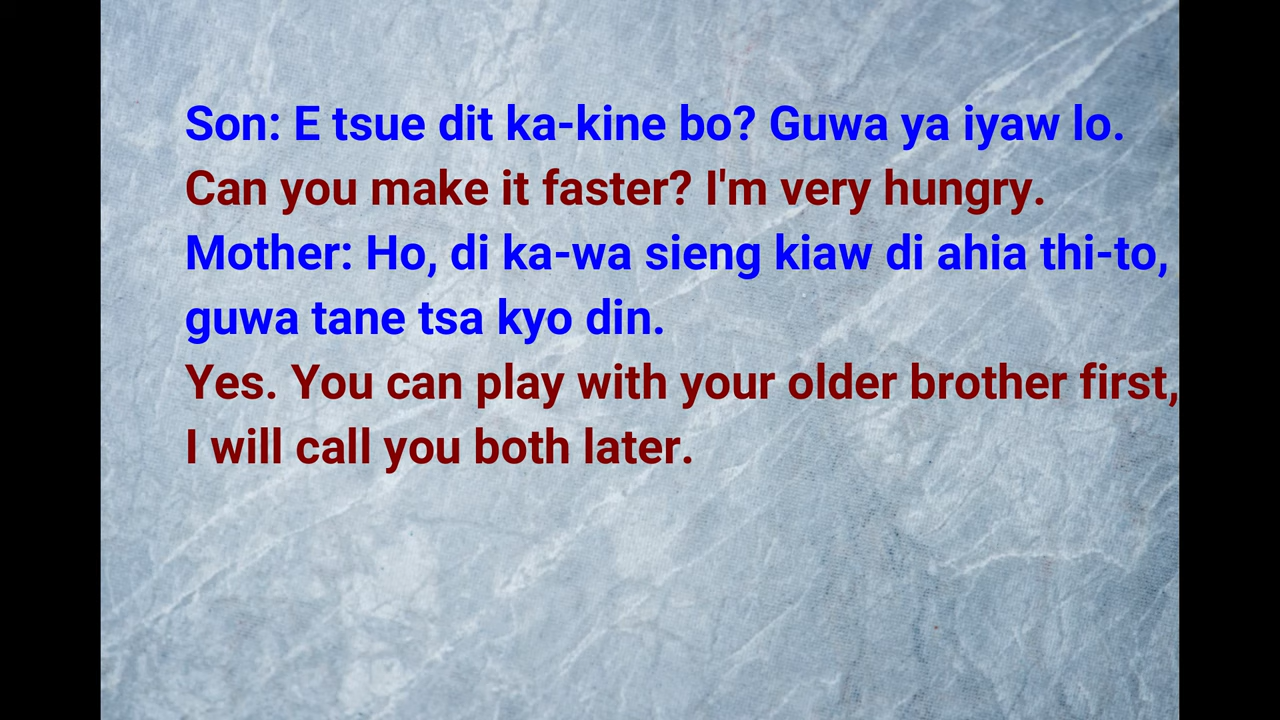 Son: E tsue dit ka-kine bo? Guwa ya iyaw lo.
Can you make it faster? I'm very hungry.
Mother: Ho, di ka-wa sieng kiaw di ahia thi-to,
guwa tane tsa kyo din.
Yes. You can play with your older brother first,
I will call you both later.